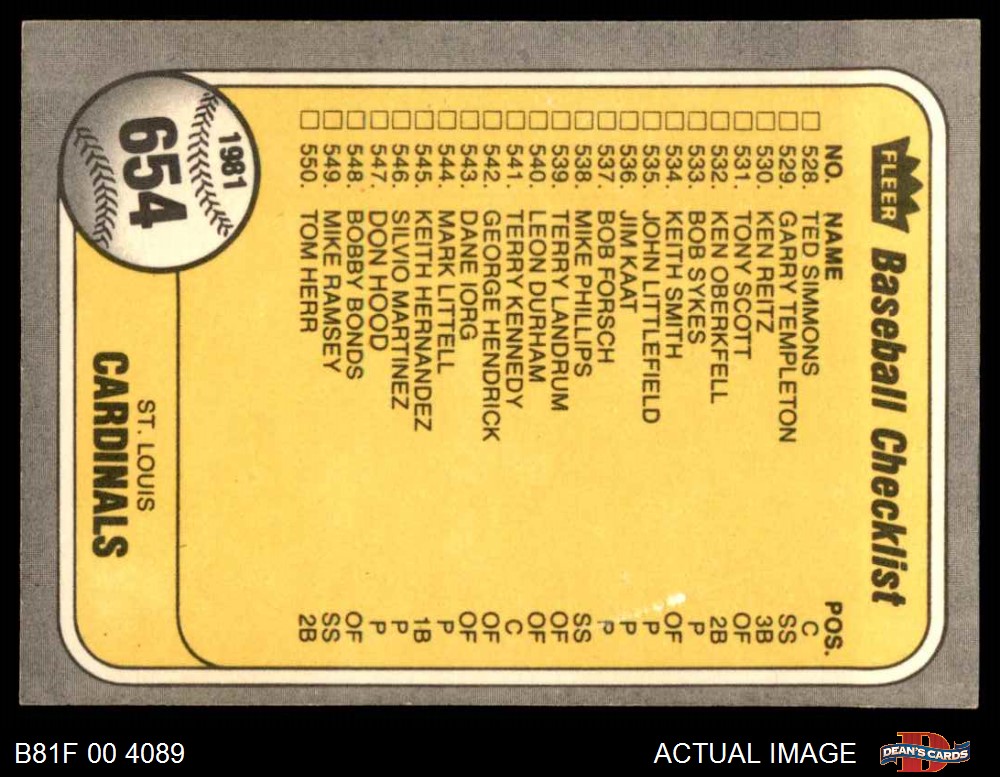 FLEER Baseball Checklist
NO. NAME POS.
528. TED SIMMONS C
529. GARRY TEMPLETON SS
530. KEN REITZ 3B
531. TONY SCOTT OF
532. KEN OBERKFELL 2B
533. BOB SYKES P
534. KEITH SMITH OF
535. JOHN LITTLEFIELD P
536. JIM KAAT P
537. BOB FORSCH P
538. MIKE PHILLIPS SS
539. TERRY LANDRUM OF
540. LEON DURHAM OF
541. TERRY KENNEDY C
542. GEORGE HENDRICK OF
543. DANE IORG OF
544. MARK LITTELL P
545. KEITH HERNANDEZ 1B
546. SILVIO MARTINEZ P
547. DON HOOD P
548. BOBBY BONDS OF
549. MIKE RAMSEY SS
550. TOM HERR 2B
1981
654
ST. LOUIS
CARDINALS
B81F 00 4089
ACTUAL IMAGE
DEAN'S CARDS